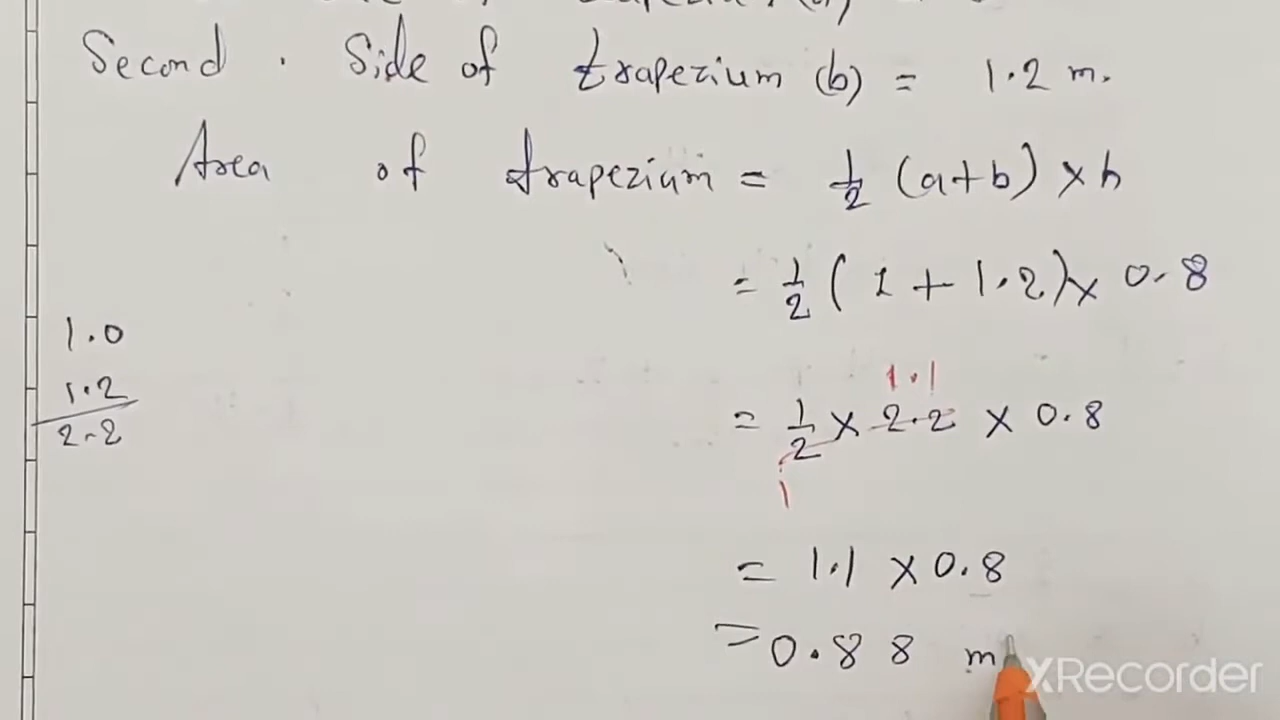 Second . Side of trapezium (b) = 1.2 m.
Area of trapezium = 1/2 (a+b) × h
= 1/2 (1 + 1.2) × 0.8
1.0
1.2
2.2
1.1
= 1/2 × 2.2 × 0.8
1
= 1.1 × 0.8
= 0.88 m
XRecorder